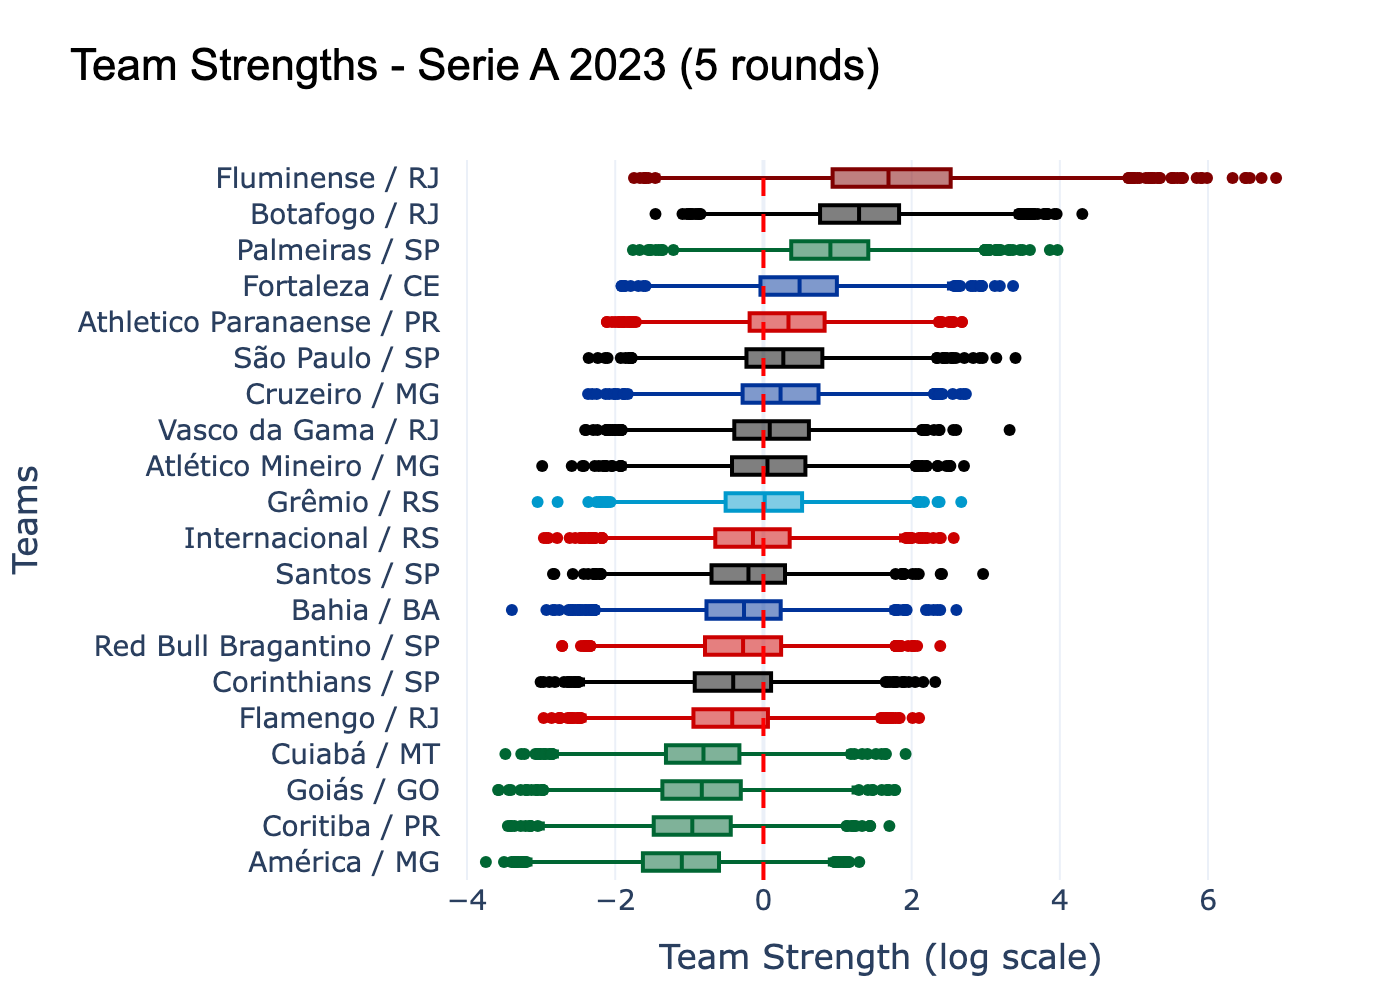 Team Strengths - Serie A 2023 (5 rounds)
Teams
Fluminense / RJ
Botafogo / RJ
Palmeiras / SP
Fortaleza / CE
Athletico Paranaense / PR
São Paulo / SP
Cruzeiro / MG
Vasco da Gama / RJ
Atlético Mineiro / MG
Grêmio / RS
Internacional / RS
Santos / SP
Bahia / BA
Red Bull Bragantino / SP
Corinthians / SP
Flamengo / RJ
Cuiabá / MT
Goiás / GO
Coritiba / PR
América / MG
−4 −2 0 2 4 6
Team Strength (log scale)